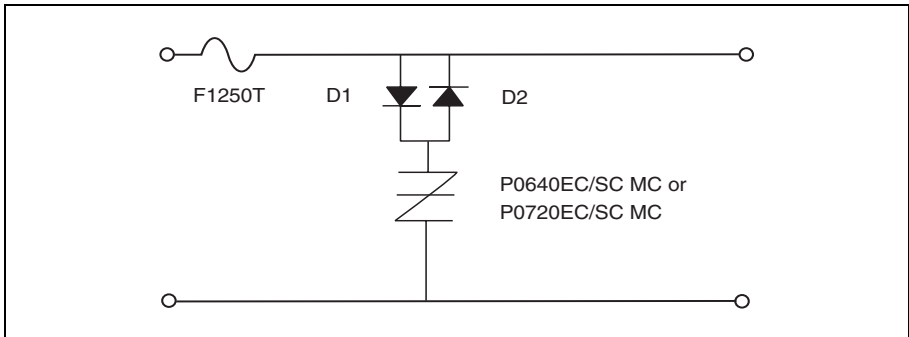 F1250T
D1
D2
P0640EC/SC MC or
P0720EC/SC MC